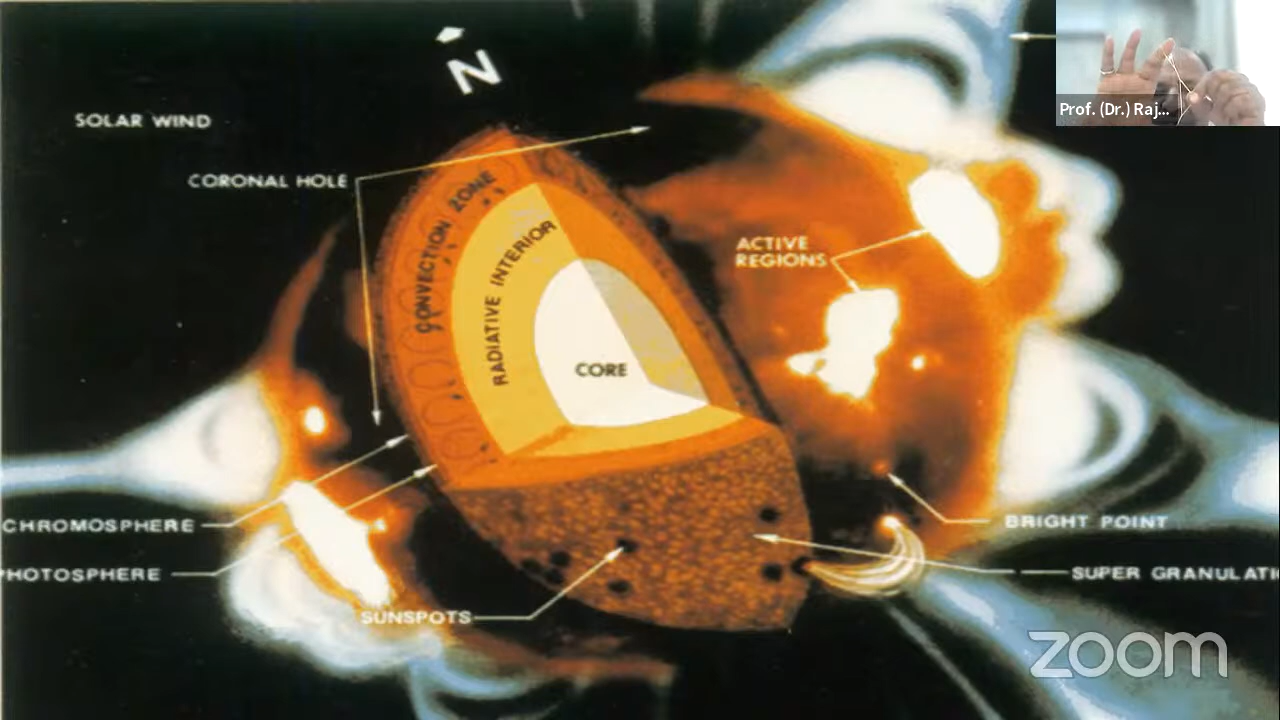 N
SOLAR WIND
CORONAL HOLE
CONVECTION ZONE
RADIATIVE INTERIOR
CORE
ACTIVE
REGIONS
CHROMOSPHERE
HOTOSPHERE
SUNSPOTS
BRIGHT POINT
SUPER GRANULATI
Prof. (Dr.) Raj...
zoom